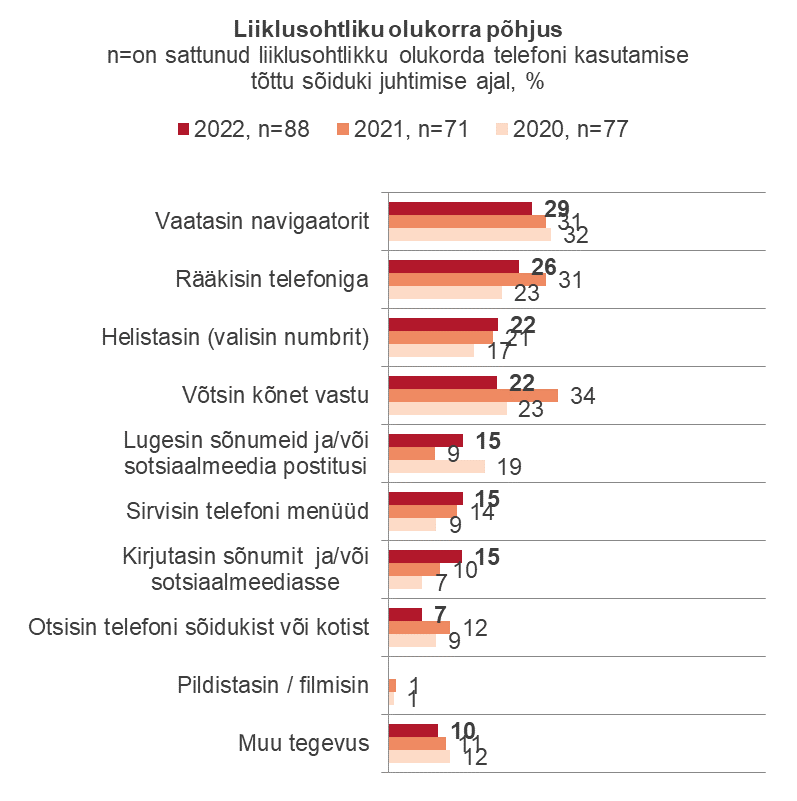 Liiklusohtliku olukorra põhjus
n=on sattunud liiklusohtlikku olukorda telefoni kasutamise
tõttu sõiduki juhtimise ajal, %
2022, n=88 2021, n=71 2020, n=77
Vaatasin navigaatorit
29
31
32
Rääkisin telefoniga
26
31
23
Helistasin (valisin numbrit)
22
21
17
Võtsin kõnet vastu
22
34
23
Lugesin sõnumeid ja/või
sotsiaalmeedia postitusi
15
9
19
Sirvisin telefoni menüüd
15
14
9
Kirjutasin sõnumit ja/või
sotsiaalmeediasse
15
10
7
Otsisin telefoni sõidukist või kotist
7
12
9
Pildistasin / filmisin
1
1
Muu tegevus
10
11
12